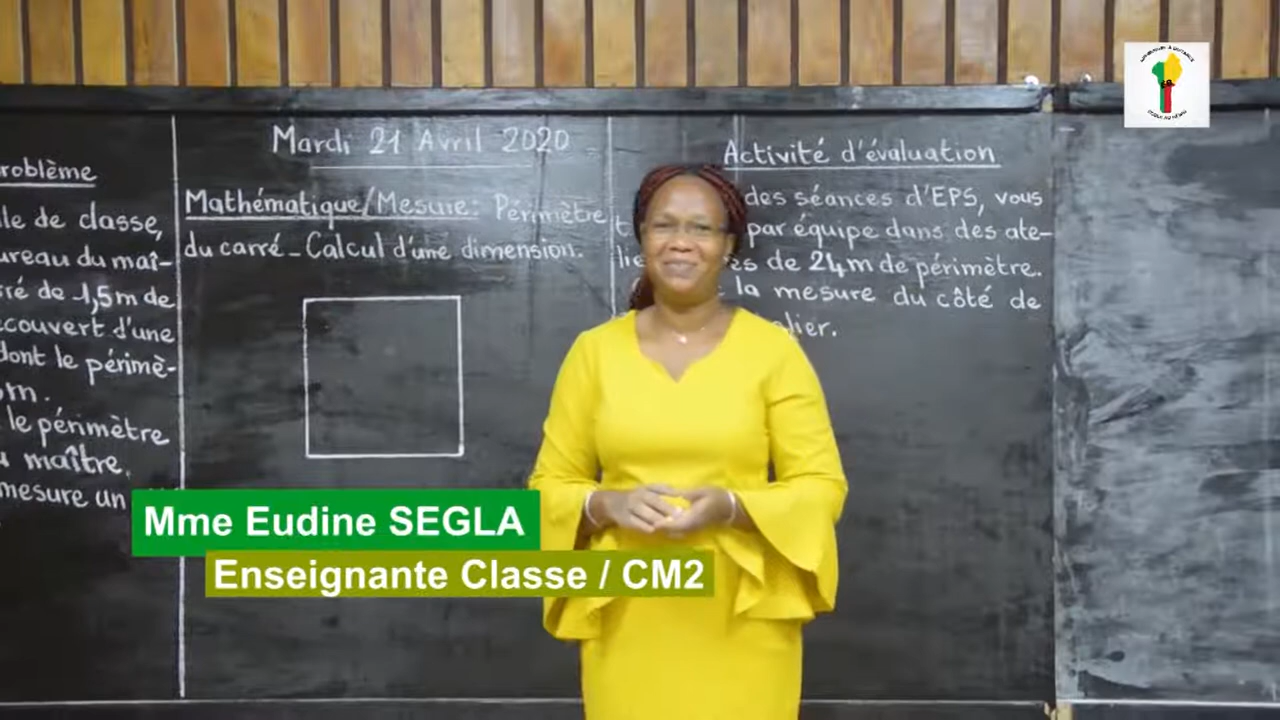 roblème
le de classe,
ureau du maî-
ré de 1,5m de
couvert d'une
dont le périmè-
m.
le périmètre
maître.
mesure un
Mardi 21 Avril 2020
Mathématique/Mesure: Périmètre
du carré_Calcul d'une dimension.
Activité d'évaluation
des séances d'EPS, vous
t par équipe dans des ate-
lie s de 24m de périmètre.
la mesure du côté de
lier.
Mme Eudine SEGLA
Enseignante Classe / CM2